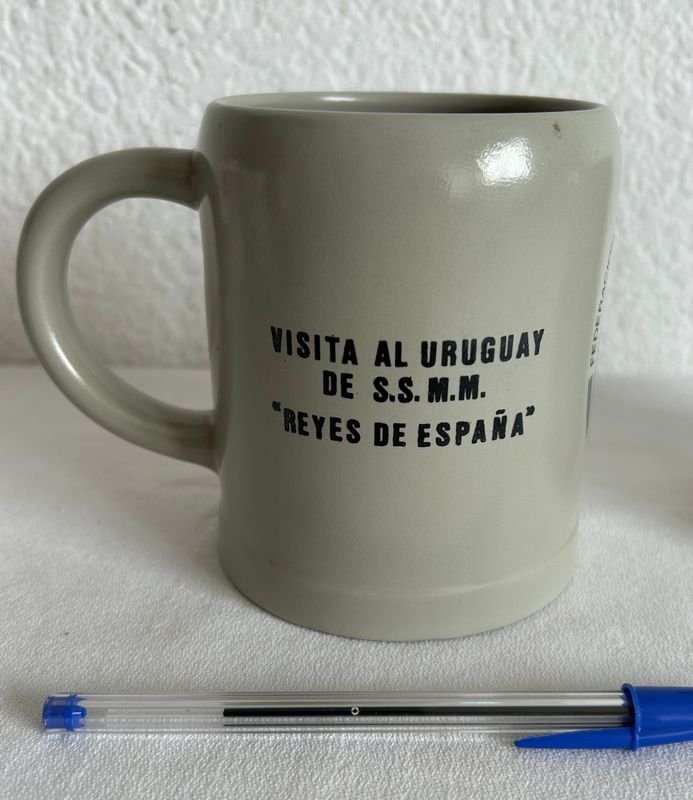 VISITA AL URUGUAY
DE S.S. M.M.
"REYES DE ESPAÑA"